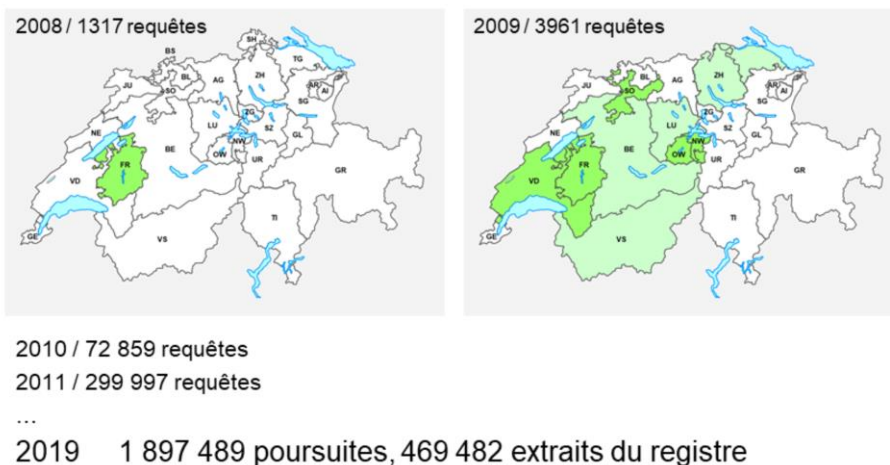 2008 / 1317 requêtes
BS
SH
TG
BL
AG
ZH
JU
SO
AR
AI
SG
NE
LU
ZG
SZ
GL
BE
OW
NW
UR
GR
FR
VD
TI
GE
VS
2009 / 3961 requêtes
BL
AG
ZH
JU
SO
AR
AI
SG
NE
LU
ZG
SZ
GL
BE
OW
NW
UR
GR
FR
VD
TI
GE
VS
2010 / 72 859 requêtes
2011 / 299 997 requêtes
...
2019 1 897 489 poursuites, 469 482 extraits du registre